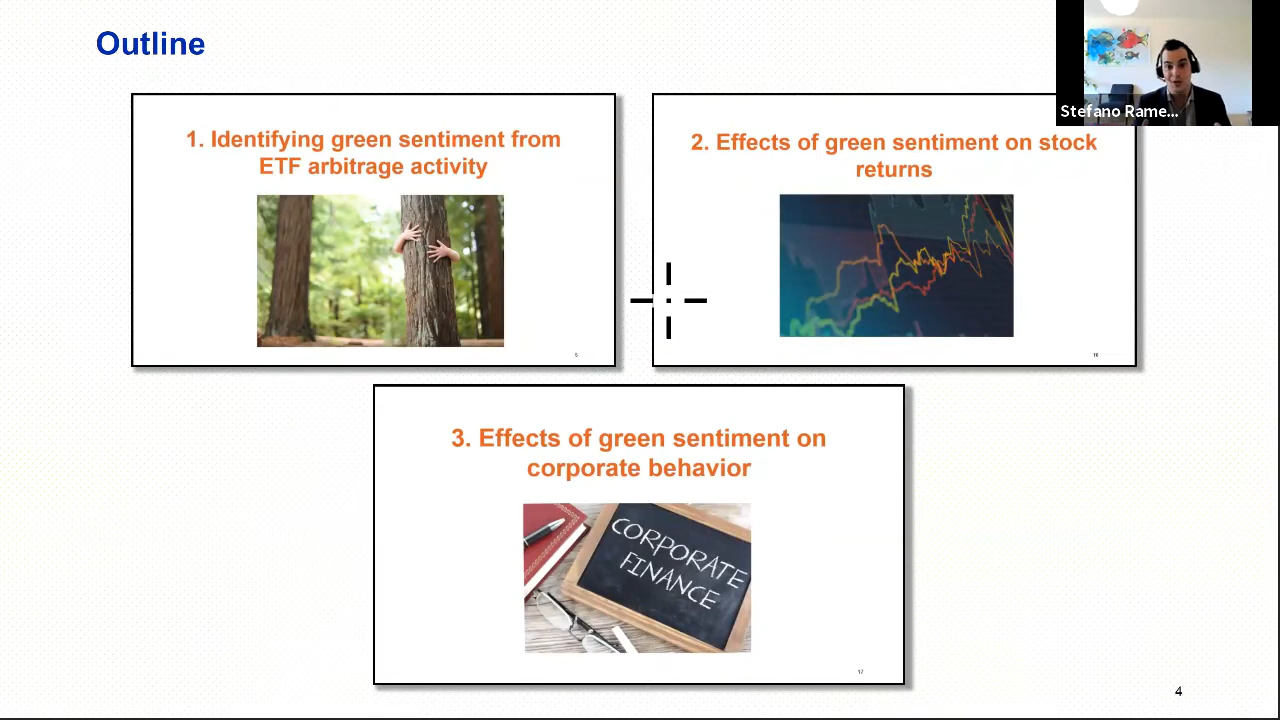 Outline
Stefano Rame...
1. Identifying green sentiment from
ETF arbitrage activity
2. Effects of green sentiment on stock
returns
3. Effects of green sentiment on
corporate behavior
CORPORATE
FINANCE
17
4